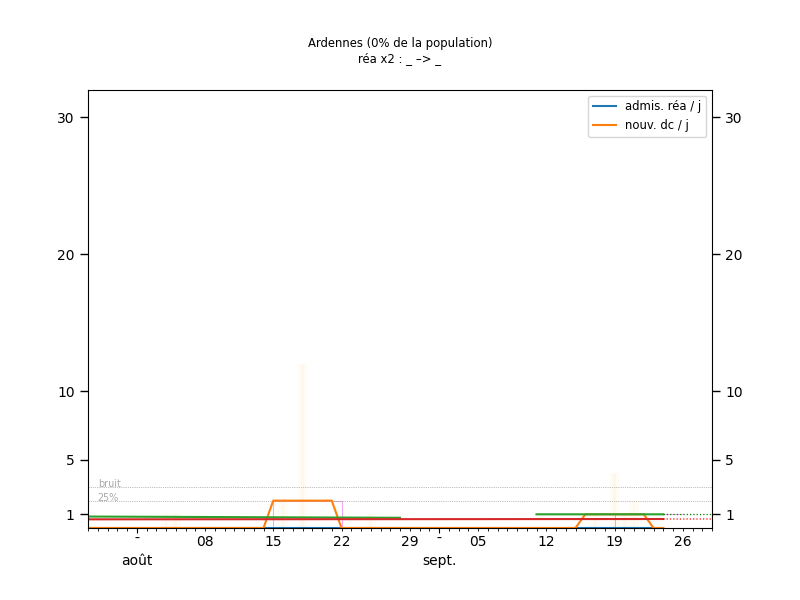 Ardennes (0% de la population)
réa x2 : _ –> _
admis. réa / j
nouv. dc / j
30
30
20
20
10
10
5
5
bruit
25%
1
1
- 08 15 22 29 - 05 12 19 26
août sept.